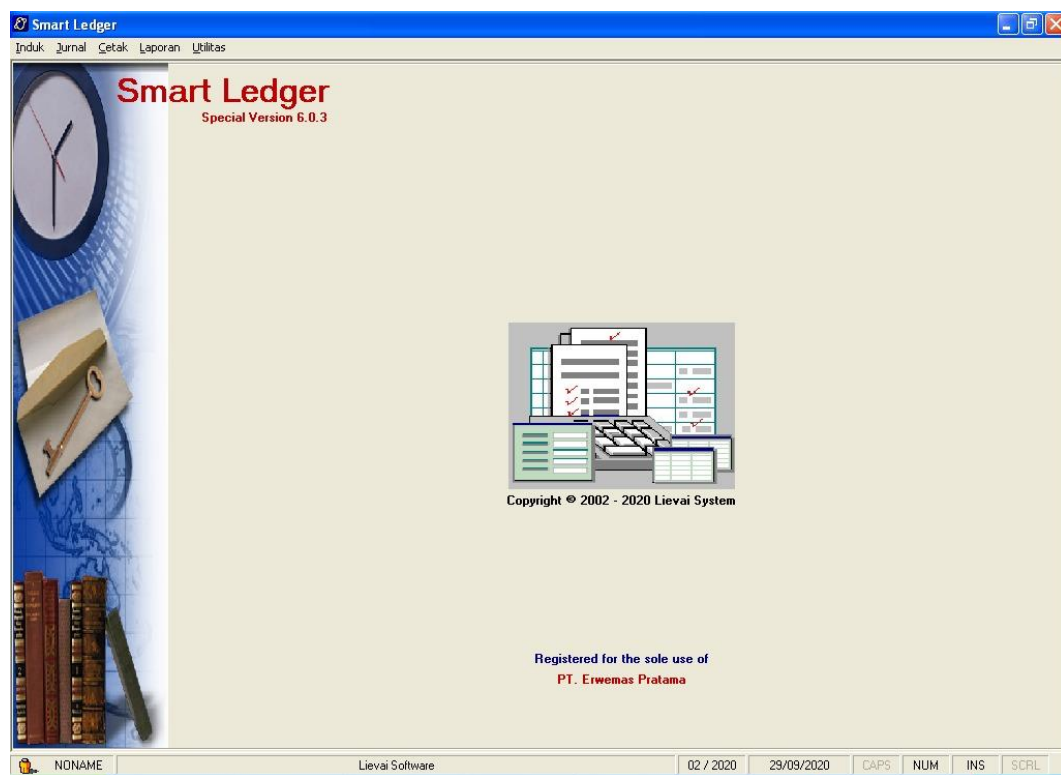 Smart Ledger
Induk Jurnal Cetak Laporan Utilitas
Smart Ledger
Special Version 6.0.3
Copyright © 2002 - 2020 Lievai System
Registered for the sole use of
PT. Erwemas Pratama
NONAME Lievai Software 02 / 2020 29/09/2020 CAPS NUM INS SCRL